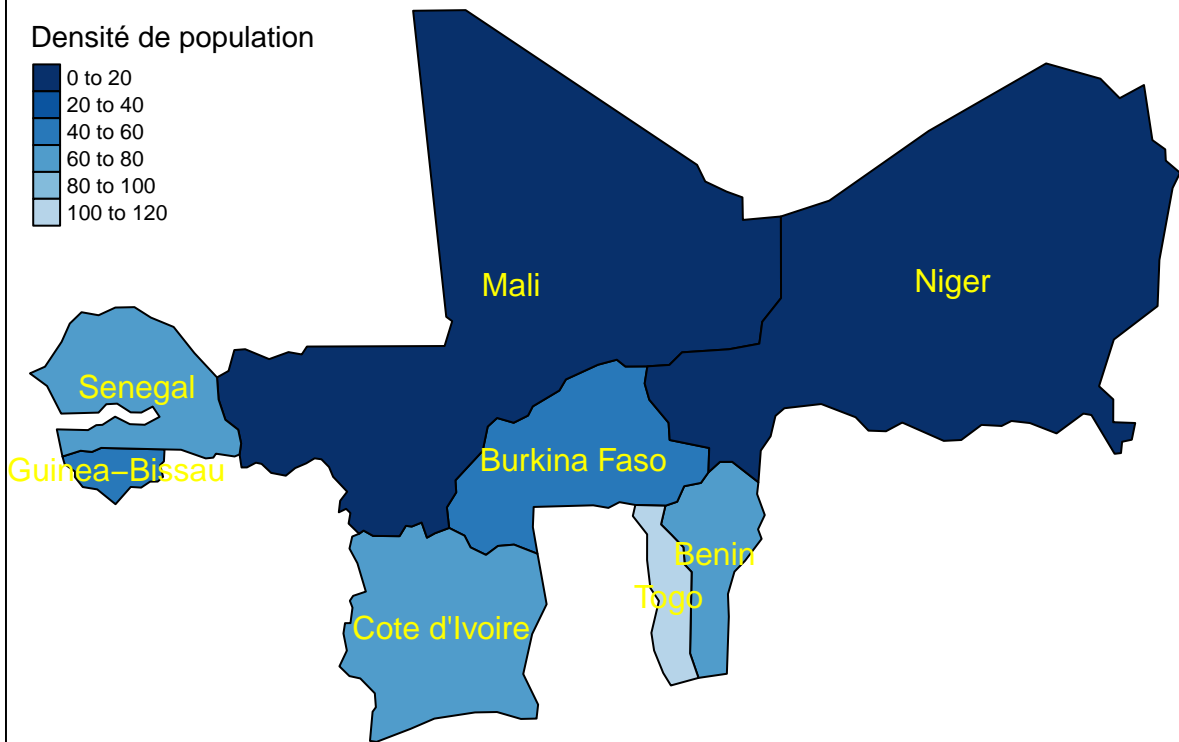 Densité de population
0 to 20
20 to 40
40 to 60
60 to 80
80 to 100
100 to 120
Mali
Niger
Senegal
Guinea−Bissau
Burkina Faso
Benin
Togo
Cote d'Ivoire